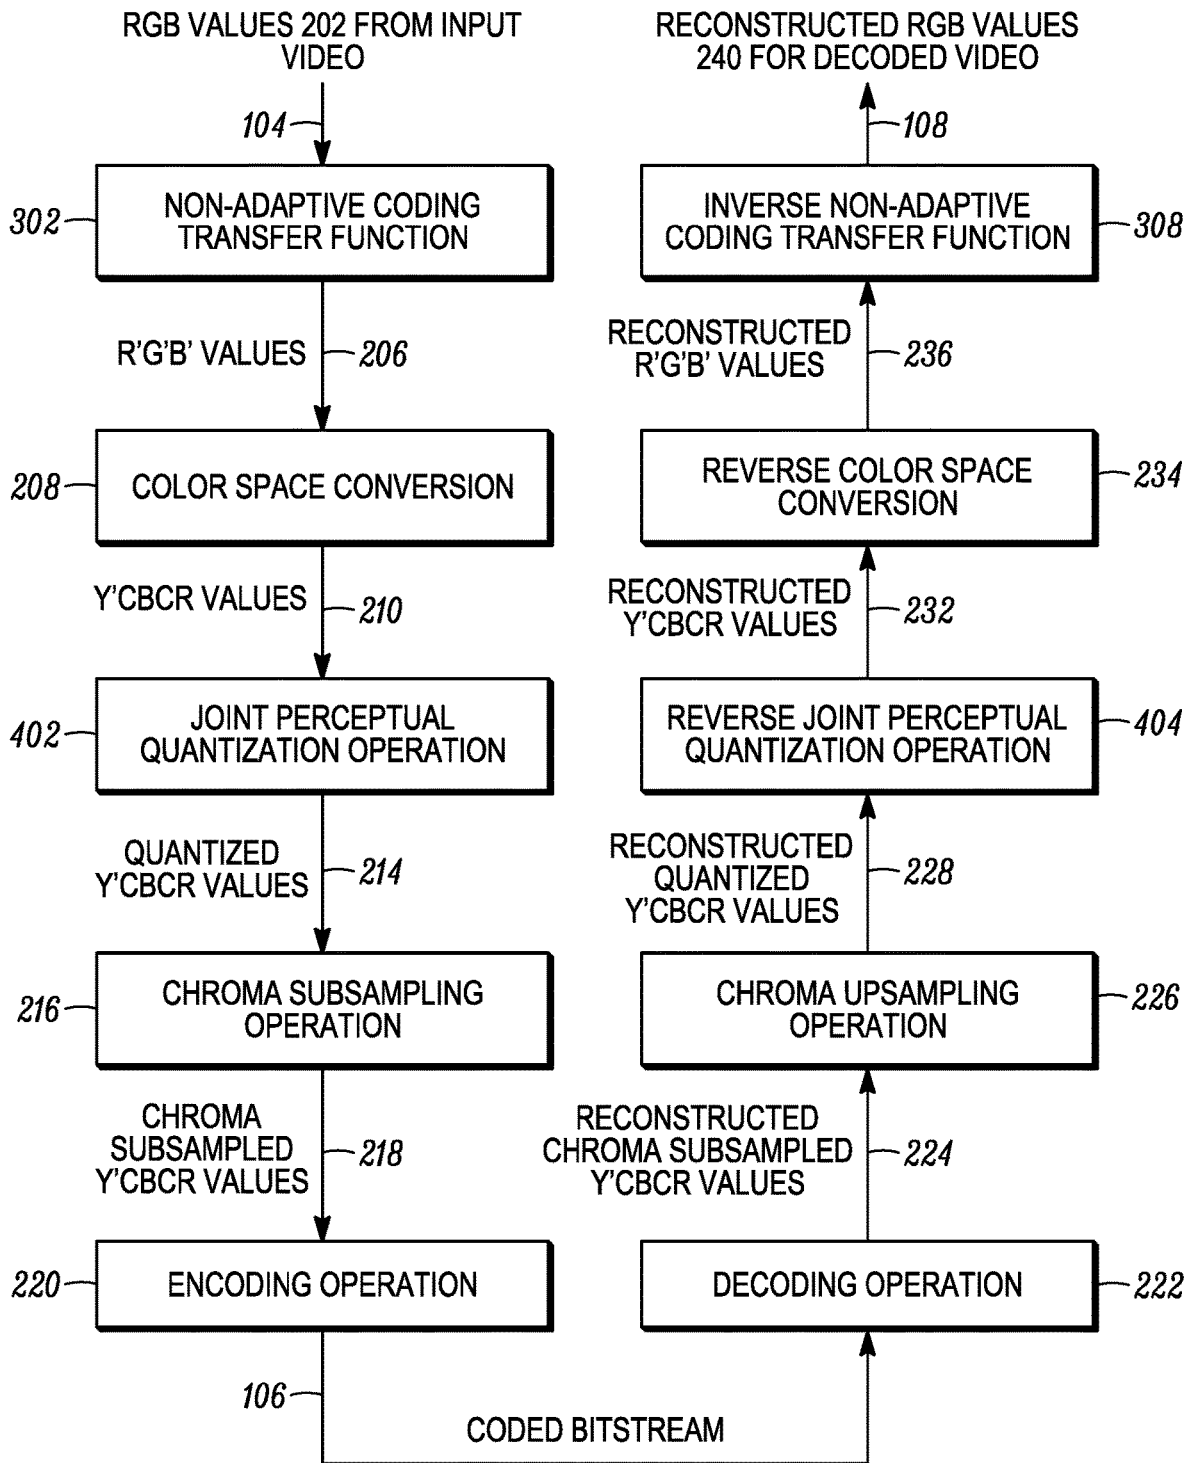 RGB VALUES 202 FROM INPUT
VIDEO
104
302
NON-ADAPTIVE CODING
TRANSFER FUNCTION
R'G'B' VALUES
206
208
COLOR SPACE CONVERSION
Y'CBCR VALUES
210
402
JOINT PERCEPTUAL
QUANTIZATION OPERATION
QUANTIZED
Y'CBCR VALUES
214
216
CHROMA SUBSAMPLING
OPERATION
CHROMA
SUBSAMPLED
Y'CBCR VALUES
218
220
ENCODING OPERATION
106
CODED BITSTREAM
RECONSTRUCTED RGB VALUES
240 FOR DECODED VIDEO
108
INVERSE NON-ADAPTIVE
CODING TRANSFER FUNCTION
308
RECONSTRUCTED
R'G'B' VALUES
236
REVERSE COLOR SPACE
CONVERSION
234
RECONSTRUCTED
Y'CBCR VALUES
232
REVERSE JOINT PERCEPTUAL
QUANTIZATION OPERATION
404
RECONSTRUCTED
QUANTIZED
Y'CBCR VALUES
228
CHROMA UPSAMPLING
OPERATION
226
RECONSTRUCTED
CHROMA SUBSAMPLED
Y'CBCR VALUES
224
DECODING OPERATION
222